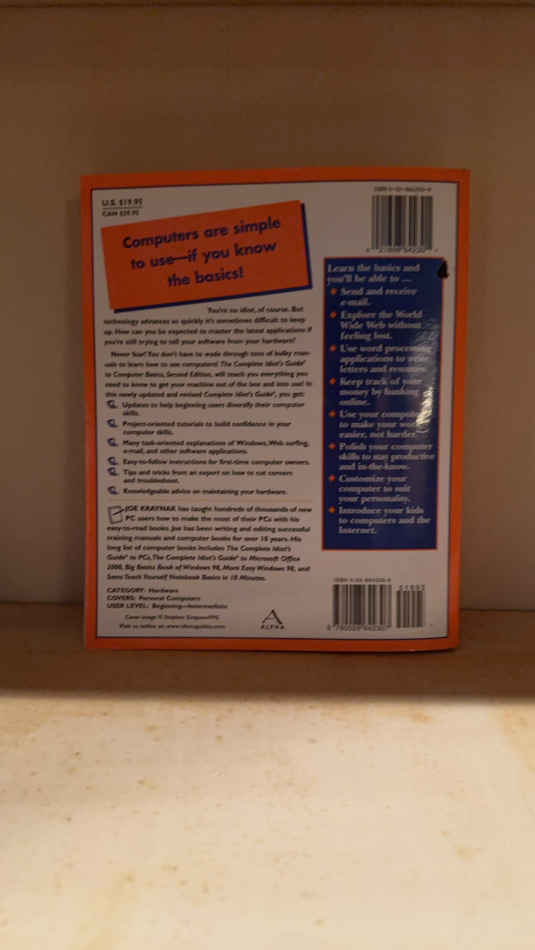 U.S. $19.95
CAN $29.95
Computers are simple
to use—if you know
the basics!
You're no idiot, of course. But
technology advances so quickly it's sometimes difficult to keep
up. How can you be expected to master the latest applications if
you're still trying to tell your software from your hardware?
Never fear! You don't have to wade through tons of bulky man-
uals to learn how to use computers! The Complete Idiot's Guide®
to Computer Basics, Second Edition, will teach you everything you
need to know to get your machine out of the box and into use! In
this newly updated and revised Complete Idiot's Guide®, you get:
Updates to help beginning users diversify their computer
skills.
Project-oriented tutorials to build confidence in your
computer skills.
Many task-oriented explanations of Windows, Web surfing,
e-mail, and other software applications.
Easy-to-follow instructions for first-time computer owners.
Tips and tricks from an expert on how to cut corners
and troubleshoot.
Knowledgeable advice on maintaining your hardware.
JOE KRAYNAK has taught hundreds of thousands of new
PC users how to make the most of their PCs with his
easy-to-read books. Joe has been writing and editing successful
training manuals and computer books for over 10 years. His
long list of computer books includes The Complete Idiot's
Guide® to PCs, The Complete Idiot's Guide® to Microsoft Office
2000, Big Basics Book of Windows 98, Most Easy Windows 98, and
Sams Teach Yourself Notebook Basics in 10 Minutes.
CATEGORY: Hardware
COVERS: Personal Computers
USER LEVEL: Beginning—Intermediate
Cover image ©
Visit us online at: www.idiotsguides.com
ALPHA
ISBN
Learn the basics and
you'll be able to ...
Send and receive
e-mail.
Explore the World
Wide Web without
feeling lost.
Use word processing
applications to write
letters and resumes.
Keep track of your
money by banking
online.
Use your computer
to make your work
easier, not harder.
Polish your computer
skills to stay productive
and in-the-know.
Customize your
computer to suit
your personality.
Introduce your kids
to computers and the
Internet.
ISBN